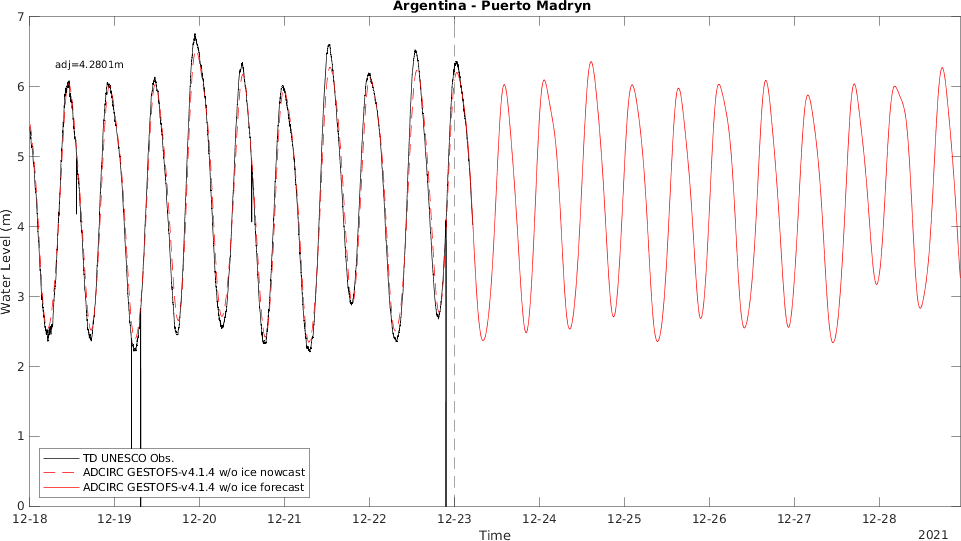 Argentina - Puerto Madryn
7
adj=4.2801m
6
5
4
3
2
1
0
Water Level (m)
TD UNESCO Obs.
ADCIRC GESTOFS-v4.1.4 w/o ice nowcast
ADCIRC GESTOFS-v4.1.4 w/o ice forecast
12-18 12-19 12-20 12-21 12-22 12-23 12-24 12-25 12-26 12-27 12-28
Time
2021